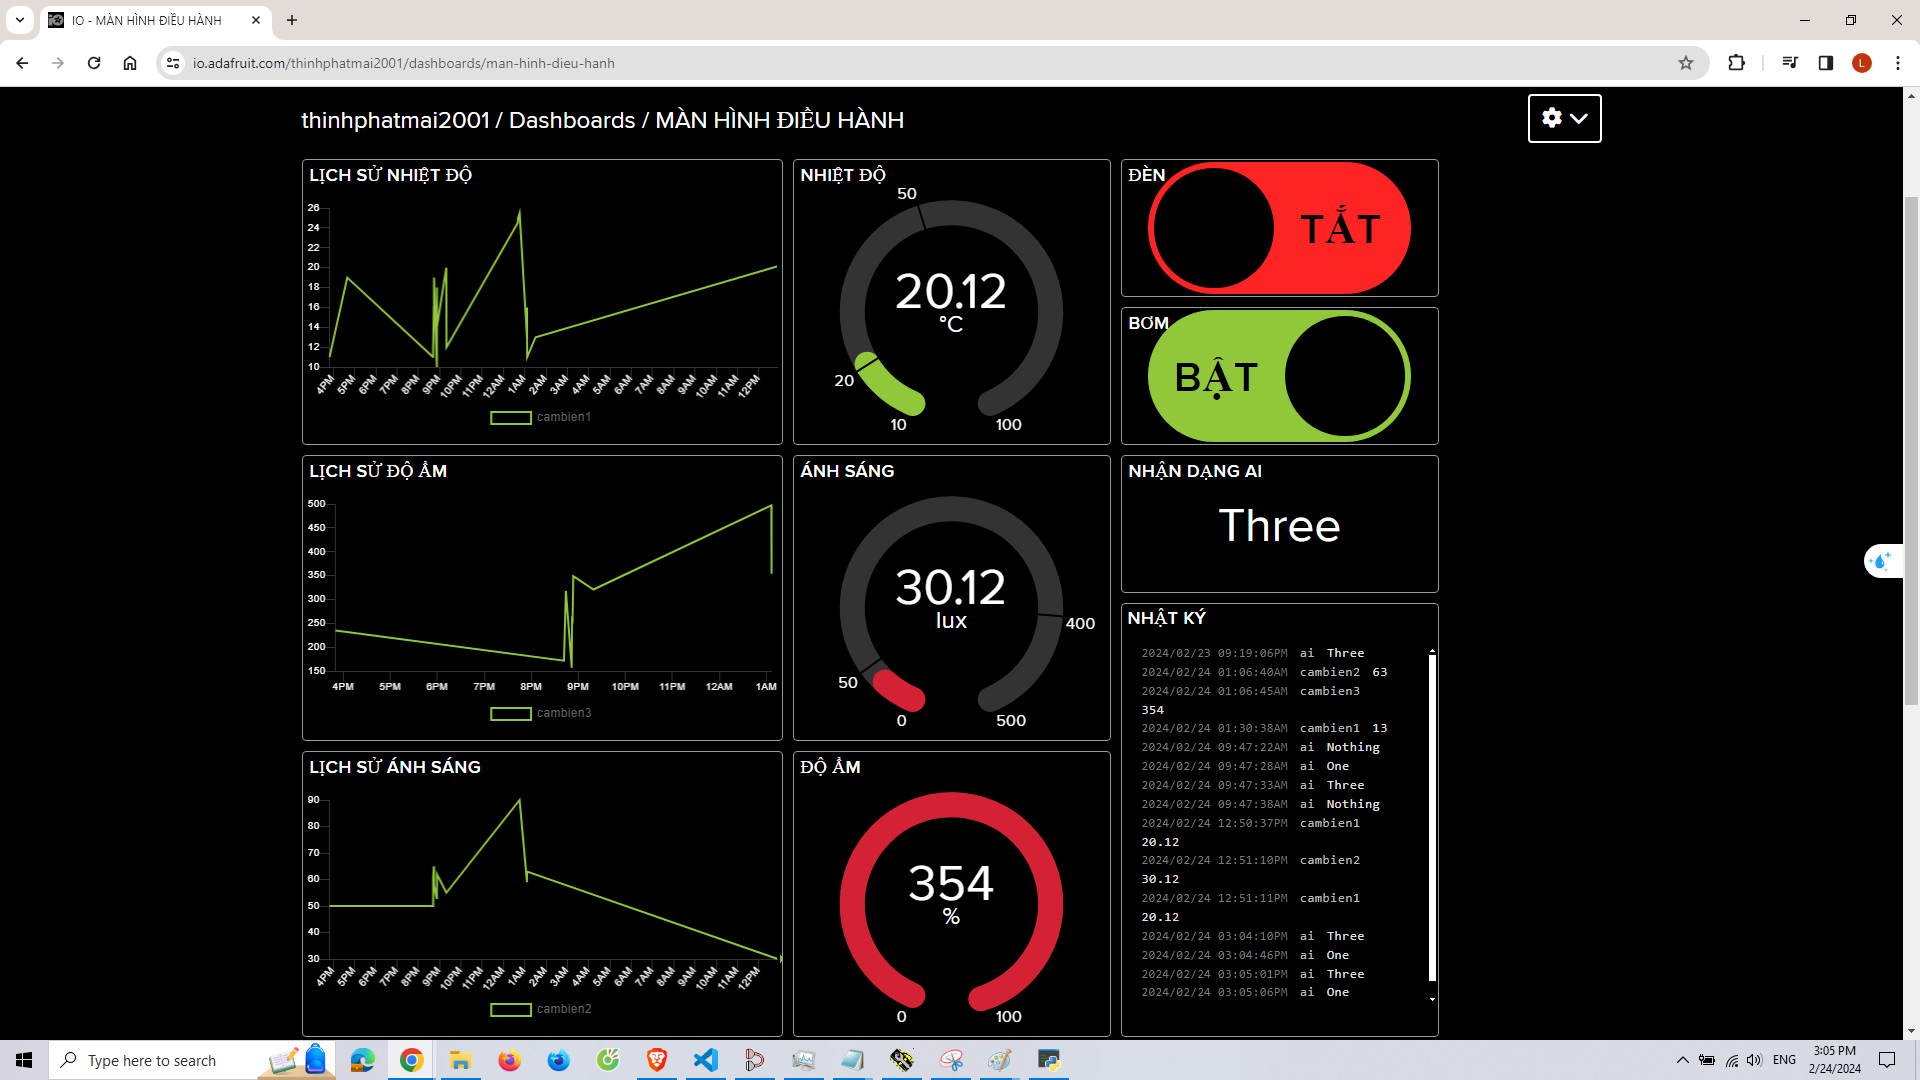 IO - MÀN HÌNH ĐIỀU HÀNH
io.adafruit.com/thinhphatmai2001/dashboards/man-hinh-dieu-hanh
L
thinhphatmai2001 / Dashboards / MÀN HÌNH ĐIỀU HÀNH
LỊCH SỬ NHIỆT ĐỘ
26
24
22
20
18
16
14
12
10
4PM 5PM 6PM 7PM 8PM 9PM 10PM 11PM 12AM 1AM 2AM 3AM 4AM 5AM 6AM 7AM 8AM 9AM 10AM 11AM 12PM
cambien1
NHIỆT ĐỘ
50
20.12
°C
20
10
100
ĐÈN
TẮT
BƠM
BẬT
LỊCH SỬ ĐỘ ẨM
500
450
400
350
300
250
200
150
4PM 5PM 6PM 7PM 8PM 9PM 10PM 11PM 12AM 1AM
cambien3
ÁNH SÁNG
30.12
lux
400
50
0
500
NHẬN DẠNG AI
Three
LỊCH SỬ ÁNH SÁNG
90
80
70
60
50
40
30
4PM 5PM 6PM 7PM 8PM 9PM 10PM 11PM 12AM 1AM 2AM 3AM 4AM 5AM 6AM 7AM 8AM 9AM 10AM 11AM 12PM
cambien2
ĐỘ ẨM
354
%
0
100
NHẬT KÝ
2024/02/23 09:19:06PM ai Three
2024/02/24 01:06:40AM cambien2 63
2024/02/24 01:06:45AM cambien3
354
2024/02/24 01:30:38AM cambien1 13
2024/02/24 09:47:22AM ai Nothing
2024/02/24 09:47:28AM ai One
2024/02/24 09:47:33AM ai Three
2024/02/24 09:47:38AM ai Nothing
2024/02/24 12:50:37PM cambien1
20.12
2024/02/24 12:51:10PM cambien2
30.12
2024/02/24 12:51:11PM cambien1
20.12
2024/02/24 03:04:10PM ai Three
2024/02/24 03:04:46PM ai One
2024/02/24 03:05:01PM ai Three
2024/02/24 03:05:06PM ai One
Type here to search
ENG
3:05 PM
2/24/2024